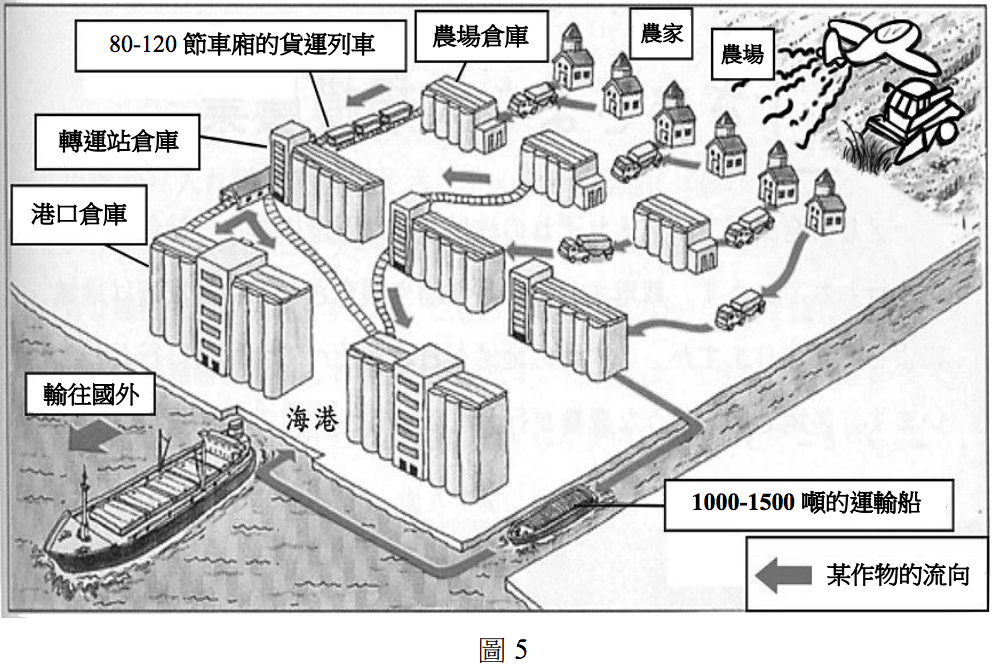 80-120 節車廂的貨運列車
農場倉庫
農家
農場
轉運站倉庫
港口倉庫
輸往國外
海港
1000-1500 噸的運輸船
某作物的流向
圖 5